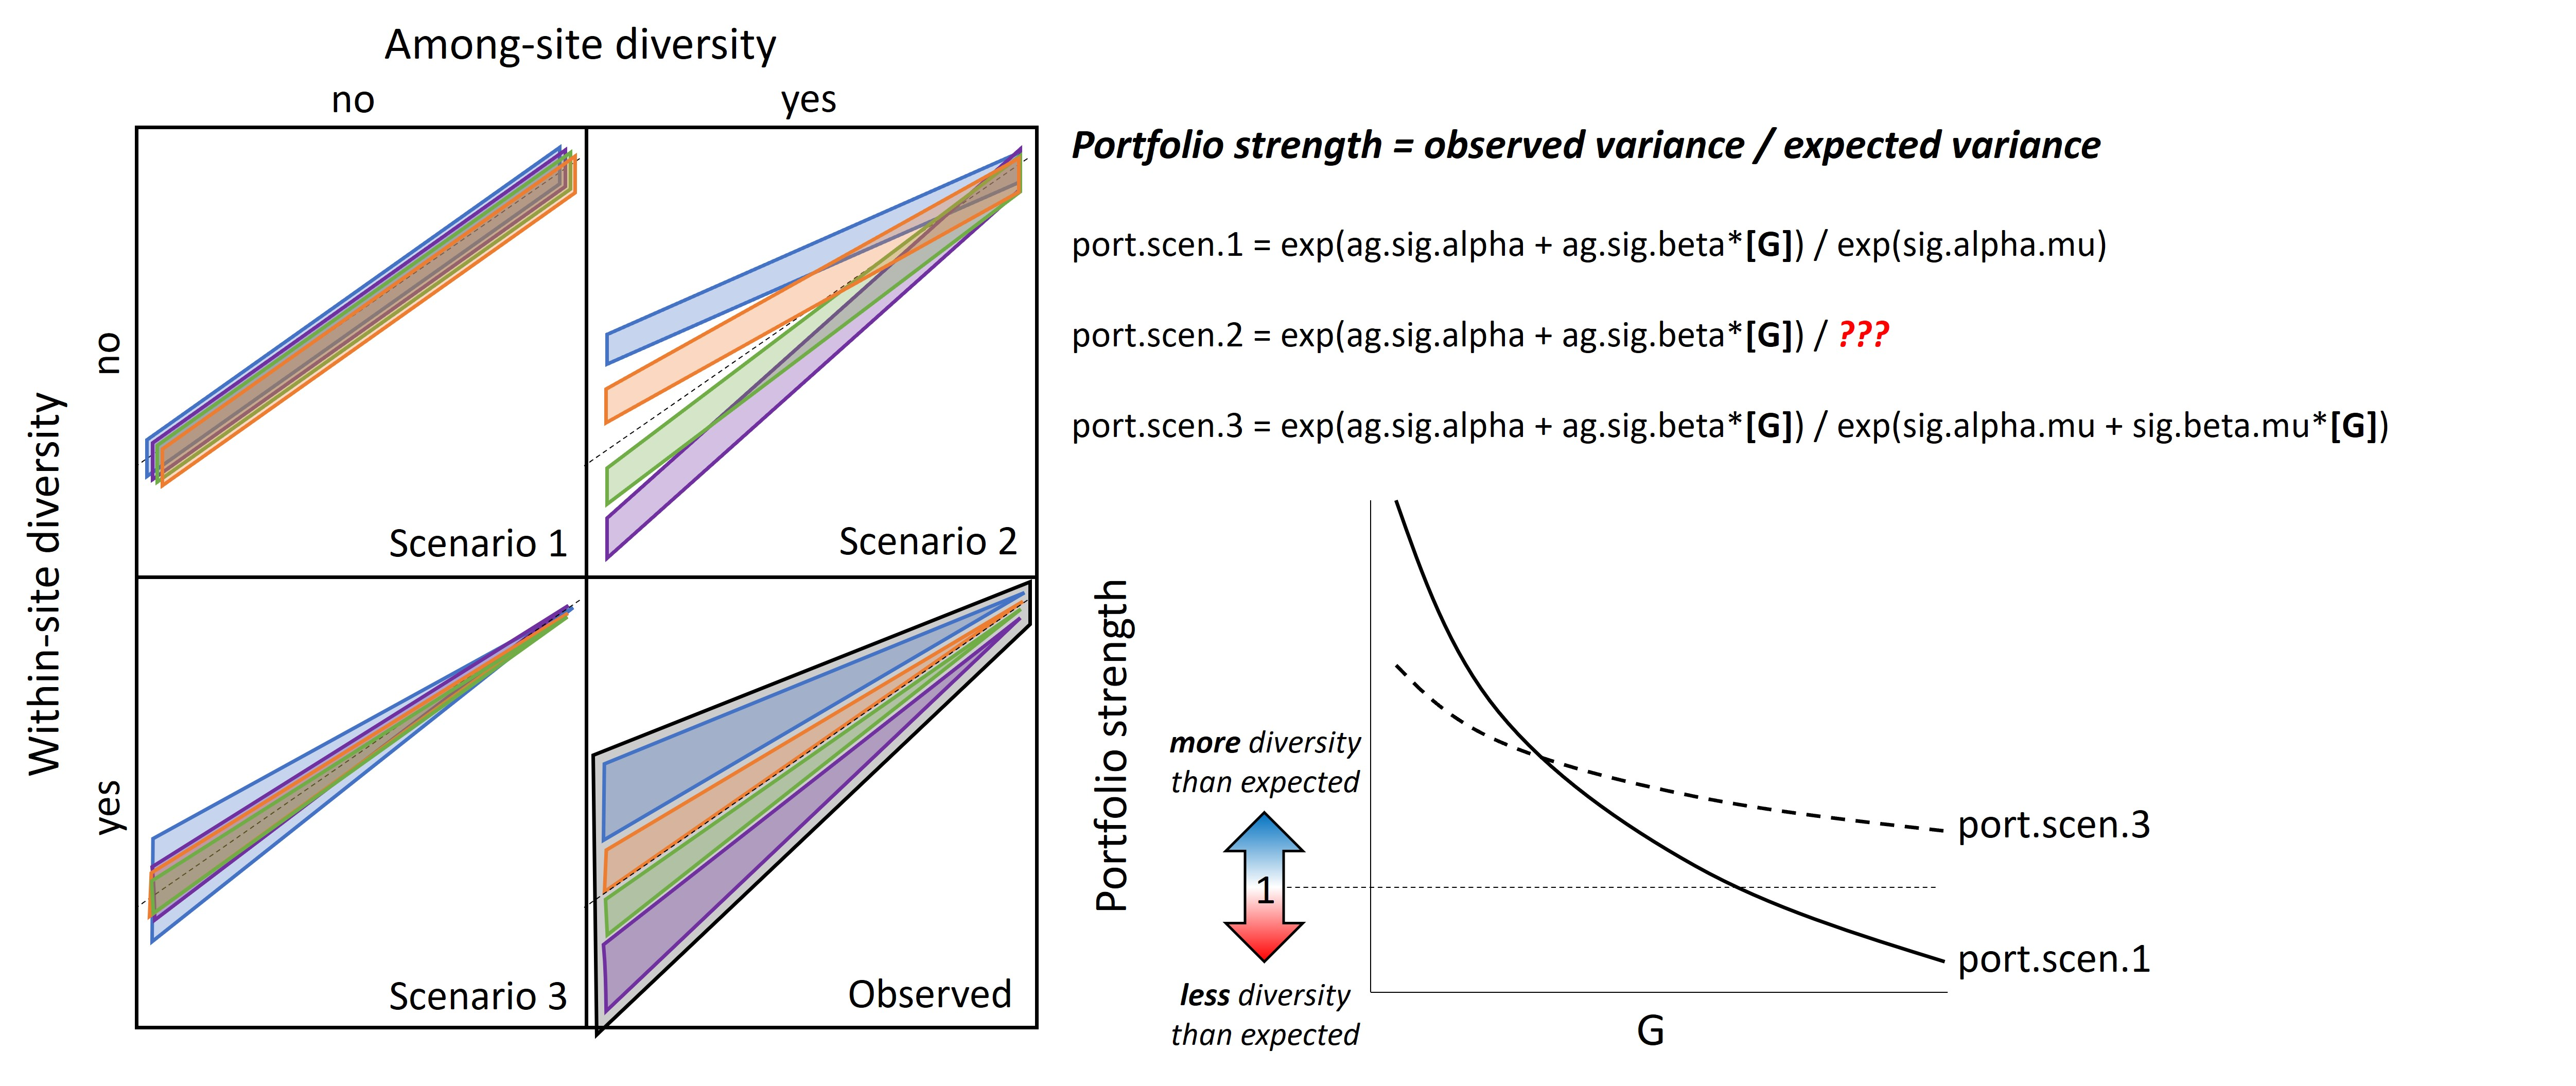 Among-site diversity
no
yes
Within-site diversity
no
yes
Scenario 1
Scenario 2
Scenario 3
Observed
Portfolio strength = observed variance / expected variance
port.scen.1 = exp(ag.sig.alpha + ag.sig.beta*[G]) / exp(sig.alpha.mu)
port.scen.2 = exp(ag.sig.alpha + ag.sig.beta*[G]) / ???
port.scen.3 = exp(ag.sig.alpha + ag.sig.beta*[G]) / exp(sig.alpha.mu + sig.beta.mu*[G])
Portfolio strength
more diversity
than expected
1
less diversity
than expected
port.scen.3
port.scen.1
G